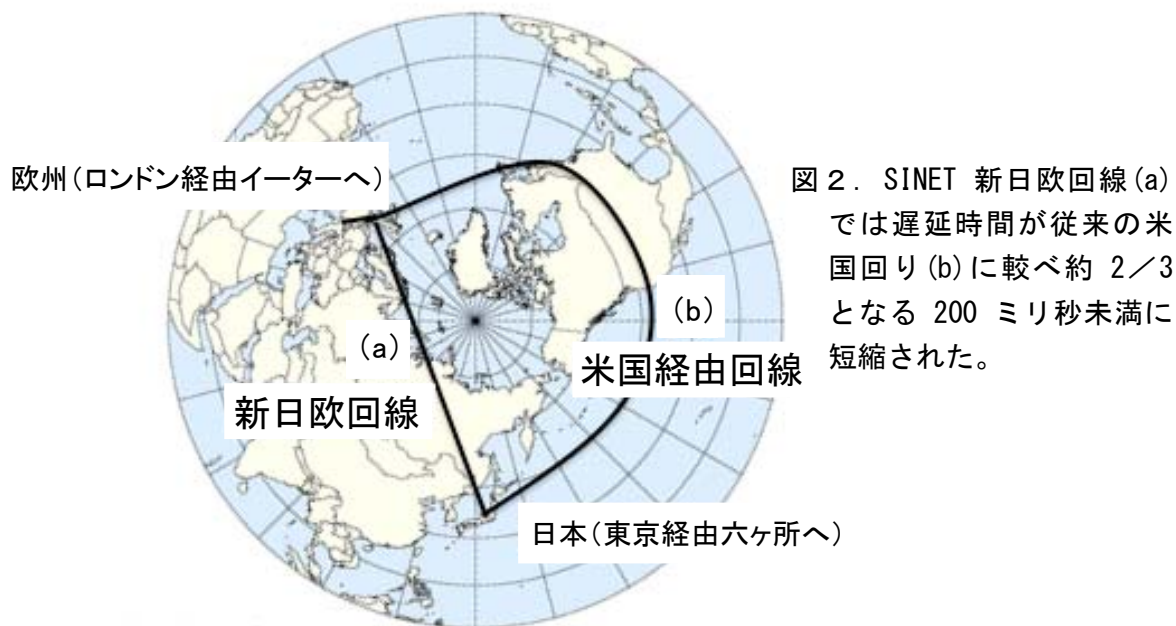 欧州(ロンドン経由イーターへ)
図2. SINET 新日欧回線(a)
では遅延時間が従来の米
国回り(b)に較べ約 2/3
となる 200 ミリ秒未満に
短縮された。
(b)
(a)
米国経由回線
新日欧回線
日本(東京経由六ヶ所へ)